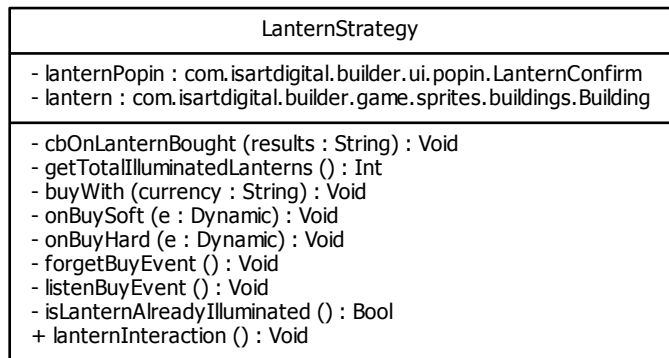 LanternStrategy
- lanternPopin : com.isartdigital.builder.ui.popin.LanternConfirm
- lantern : com.isartdigital.builder.game.sprites.buildings.Building
- cbOnLanternBought (results : String) : Void
- getTotalIlluminatedLanterns () : Int
- buyWith (currency : String) : Void
- onBuySoft (e : Dynamic) : Void
- onBuyHard (e : Dynamic) : Void
- forgetBuyEvent () : Void
- listenBuyEvent () : Void
- isLanternAlreadyIlluminated () : Bool
+ lanternInteraction () : Void